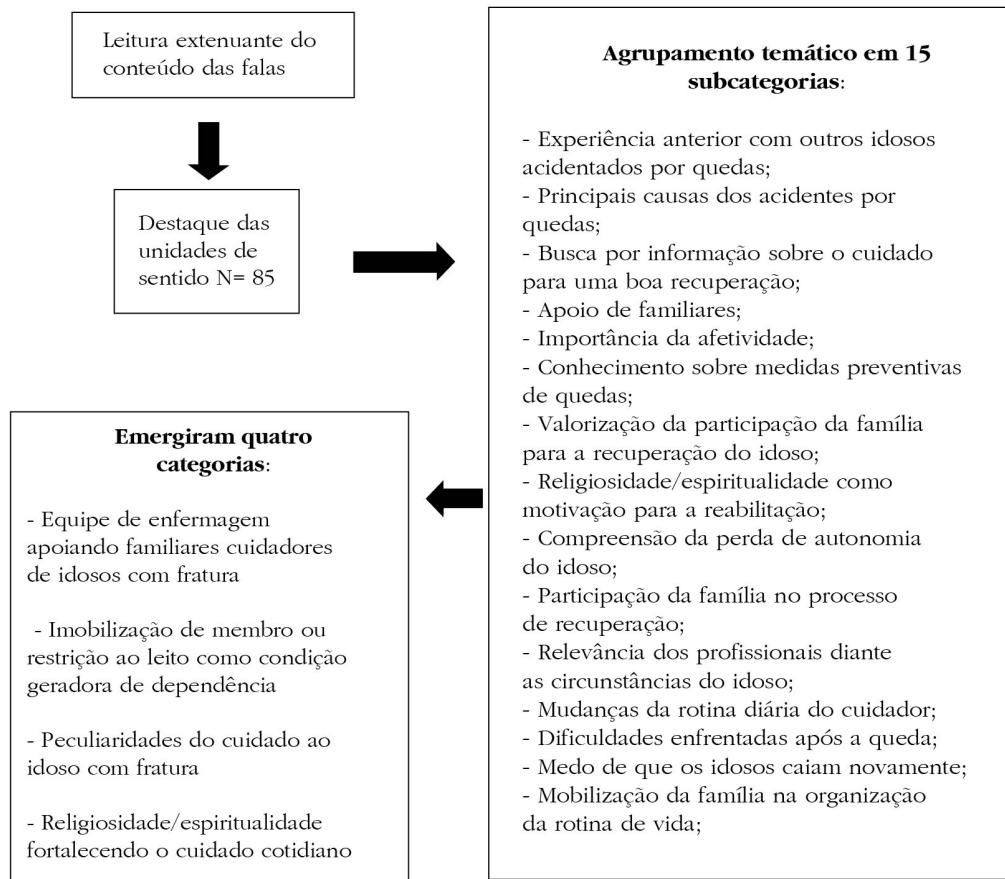 Leitura extenuante do
conteúdo das falas
Destaque das
unidades de
sentido N= 85
Agrupamento temático em 15
subcategorias:
- Experiência anterior com outros idosos
acidentados por quedas;
- Principais causas dos acidentes por
quedas;
- Busca por informação sobre o cuidado
para uma boa recuperação;
- Apoio de familiares;
- Importância da afetividade;
- Conhecimento sobre medidas preventivas
de quedas;
- Valorização da participação da família
para a recuperação do idoso;
- Religiosidade/espiritualidade como
motivação para a reabilitação;
- Compreensão da perda de autonomia
do idoso;
- Participação da família no processo
de recuperação;
- Relevância dos profissionais diante
as circunstâncias do idoso;
- Mudanças da rotina diária do cuidador;
- Dificuldades enfrentadas após a queda;
- Medo de que os idosos caiam novamente;
- Mobilização da família na organização
da rotina de vida;
Emergiram quatro
categorias:
- Equipe de enfermagem
apoiando familiares cuidadores
de idosos com fratura
- Imobilização de membro ou
restrição ao leito como condição
geradora de dependência
- Peculiaridades do cuidado ao
idoso com fratura
- Religiosidade/espiritualidade
fortalecendo o cuidado cotidiano